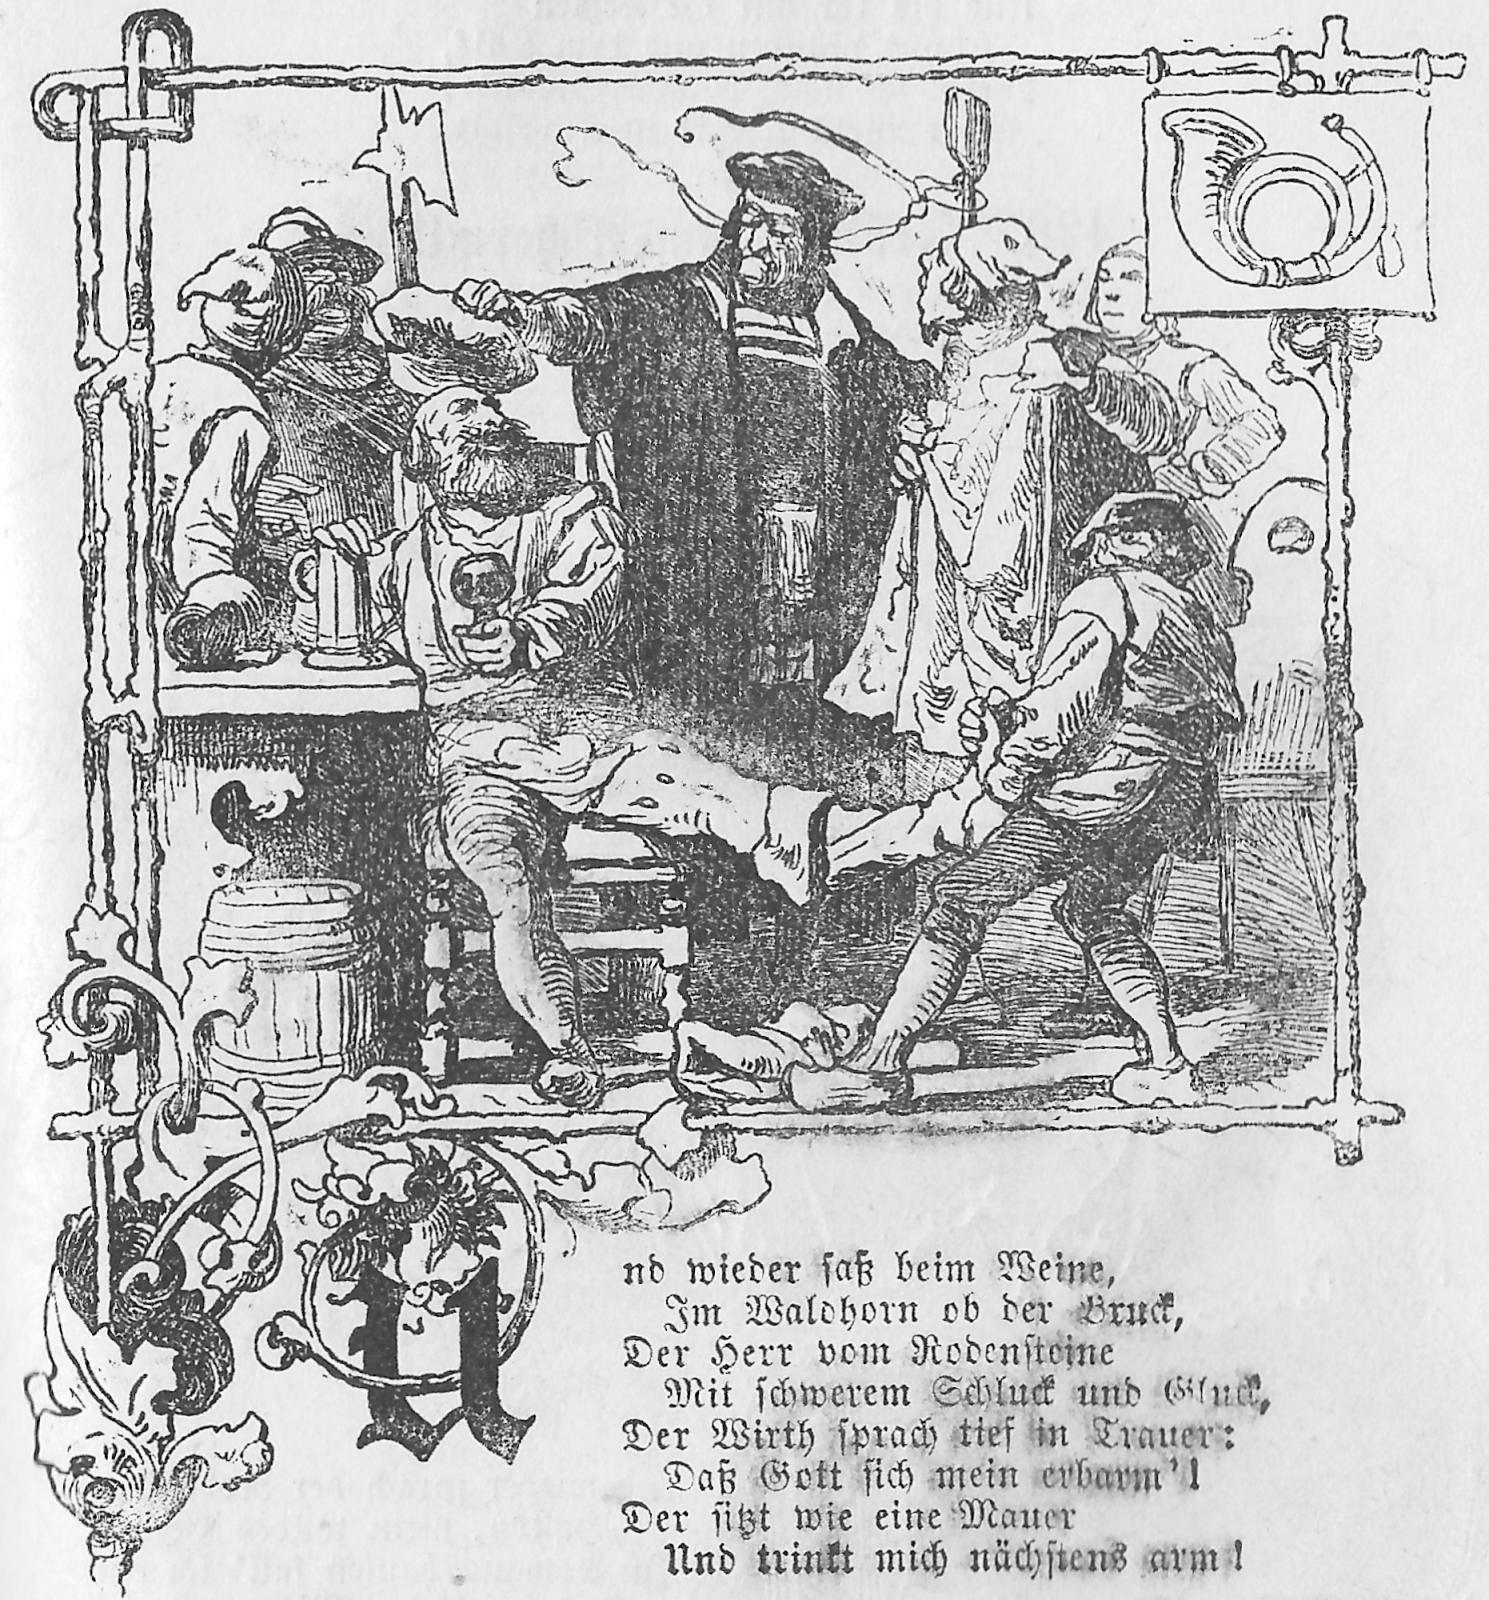 Und wieder saß beim Weine,
Im Waldhorn ob der Bruck,
Der Herr vom Rodensteine
Mit schwerem Schluck und Gluck,
Der Wirth sprach tief in Trauer:
Daß Gott sich mein erbarm'!
Der sitzt wie eine Mauer
Und trinkt mich nächstens arm!